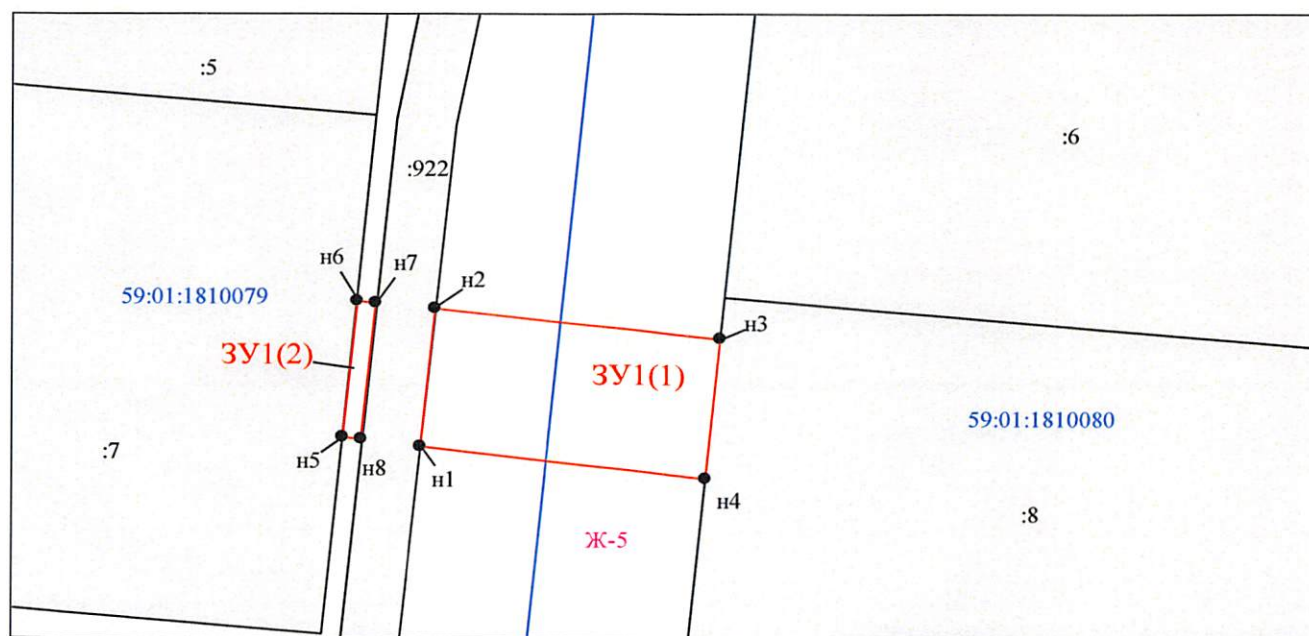 :5
:6
:922
н6
н7
н2
59:01:1810079
н3
ЗУ1(2)
ЗУ1(1)
59:01:1810080
:7
н5
н8
н1
н4
:8
Ж-5